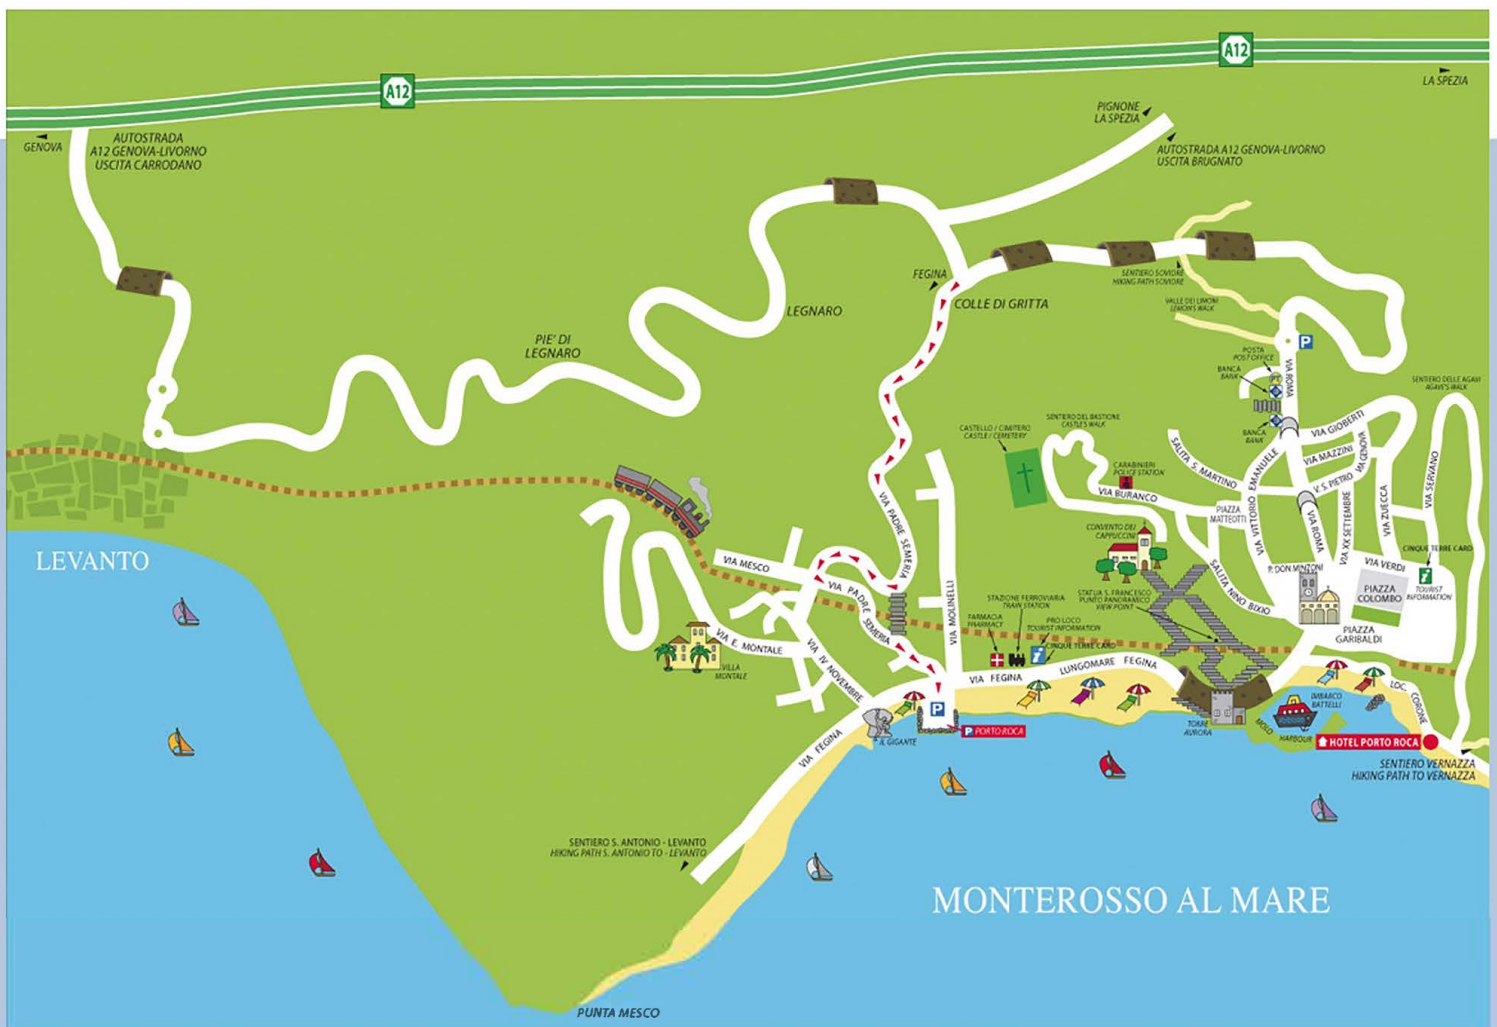 A12
A12
LA SPEZIA
GENOVA
AUTOSTRADA
A12 GENOVA-LIVORNO
USCITA CARRODANO
PIGNONE
LA SPEZIA
AUTOSTRADA A12 GENOVA-LIVORNO
USCITA BRUGNATO
FEGINA
COLLE DI GRITTA
SENTIERO SOVIORE
HIKING PATH SOVIORE
VALLE DEI LIMONI
LEMON'S WALK
LEGNARO
PIE' DI
LEGNARO
P
POSTA
POST OFFICE
PT
BANCA
BANK
VIA ROMA
BANCA
BANK
SENTIERO DELLE AGAVI
AGAVE'S WALK
SENTIERO DEL BASTIONE
CASTLE'S WALK
CASTELLO / CIMITERO
CASTLE / CEMETERY
CARABINIERI
POLICE STATION
VIA BURANCO
SALITA S. MARTINO
VIA GIOBERTI
VIA MAZZINI
VIA GENOVA
V. S. PIETRO
VIA VITTORIO EMANUELE
PIAZZA
MATTEOTTI
VIA ROMA
VIA XX SETTEMBRE
VIA ZUECCA
VIA SERVANO
CONVENTO DEI
CAPPUCCINI
CINQUE TERRE CARD
i
TOURIST
INFORMATION
VIA VERDI
P. DON MINZONI
PIAZZA
COLOMBO
PIAZZA
GARIBALDI
SALITA NINO BIXIO
STATUA S. FRANCESCO
PUNTO PANORAMICO
VIEW POINT
LEVANTO
VIA MESCO
VIA PADRE SEMERIA
VIA PADRE SEMERIA
VIA MOLINELLI
STAZIONE FERROVIARIA
TRAIN STATION
FARMACIA
PHARMACY
PRO LOCO
TOURIST INFORMATION
i
CINQUE TERRE CARD
VIA E. MONTALE
VILLA
MONTALE
VIA IV NOVEMBRE
VIA FEGINA
LUNGOMARE FEGINA
P
P PORTO ROCA
IL GIGANTE
VIA FEGINA
TORRE
AURORA
MOLO
HARBOUR
IMBARCO
BATTELLI
LOC. CORONE
HOTEL PORTO ROCA
SENTIERO VERNAZZA
HIKING PATH TO VERNAZZA
SENTIERO S. ANTONIO - LEVANTO
HIKING PATH S. ANTONIO TO - LEVANTO
MONTEROSSO AL MARE
PUNTA MESCO